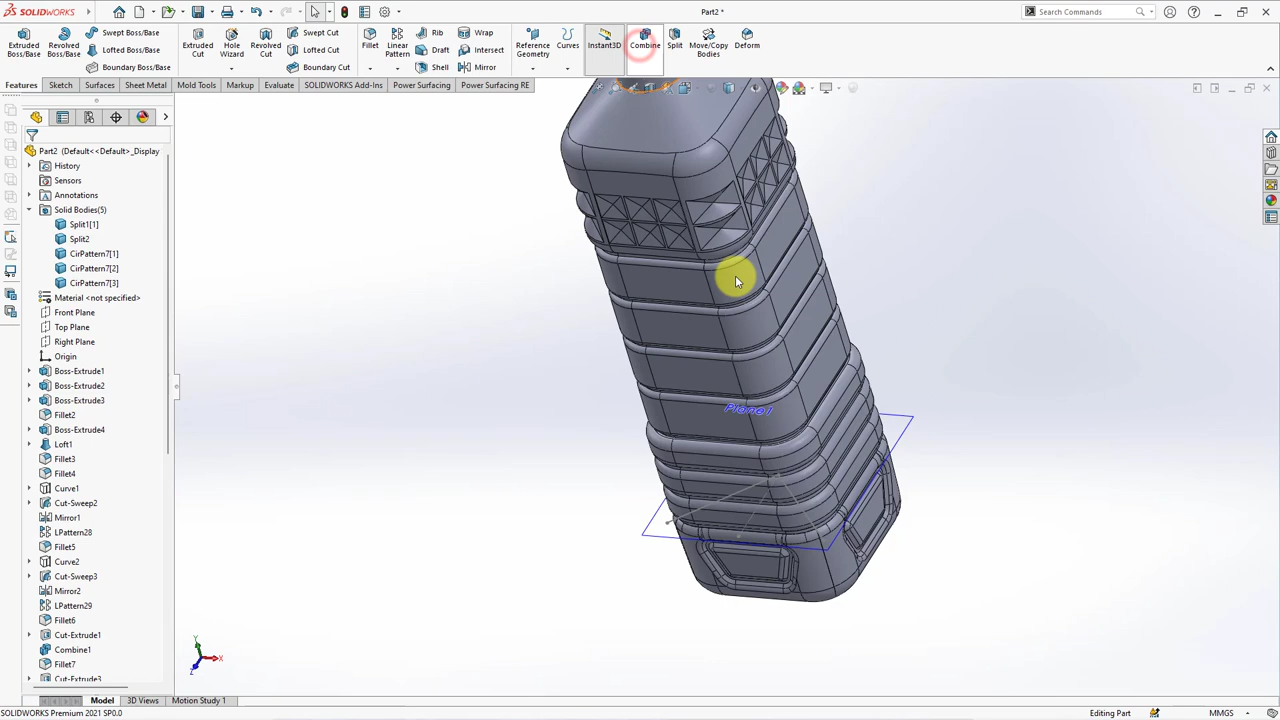 SOLIDWORKS
Part2 *
Search Commands
Extruded Boss/Base
Revolved Boss/Base
Swept Boss/Base
Lofted Boss/Base
Boundary Boss/Base
Extruded Cut
Hole Wizard
Revolved Cut
Swept Cut
Lofted Cut
Boundary Cut
Fillet
Linear Pattern
Rib
Draft
Shell
Wrap
Intersect
Mirror
Reference Geometry
Curves
Instant3D
Combine
Split
Move/Copy Bodies
Deform
Features
Sketch
Surfaces
Sheet Metal
Mold Tools
Markup
Evaluate
SOLIDWORKS Add-Ins
Power Surfacing
Power Surfacing RE
Part2 (Default<<Default>_Display
History
Sensors
Annotations
Solid Bodies(5)
Split1[1]
Split2
CirPattern7[1]
CirPattern7[2]
CirPattern7[3]
Material <not specified>
Front Plane
Top Plane
Right Plane
Origin
Boss-Extrude1
Boss-Extrude2
Boss-Extrude3
Fillet2
Boss-Extrude4
Loft1
Fillet3
Fillet4
Curve1
Cut-Sweep2
Mirror1
LPattern28
Fillet5
Curve2
Cut-Sweep3
Mirror2
LPattern29
Fillet6
Cut-Extrude1
Combine1
Fillet7
Cut-Extrude3
Plane1
Y
X
Z
Model
3D Views
Motion Study 1
SOLIDWORKS Premium 2021 SP0.0
Editing Part
MMGS